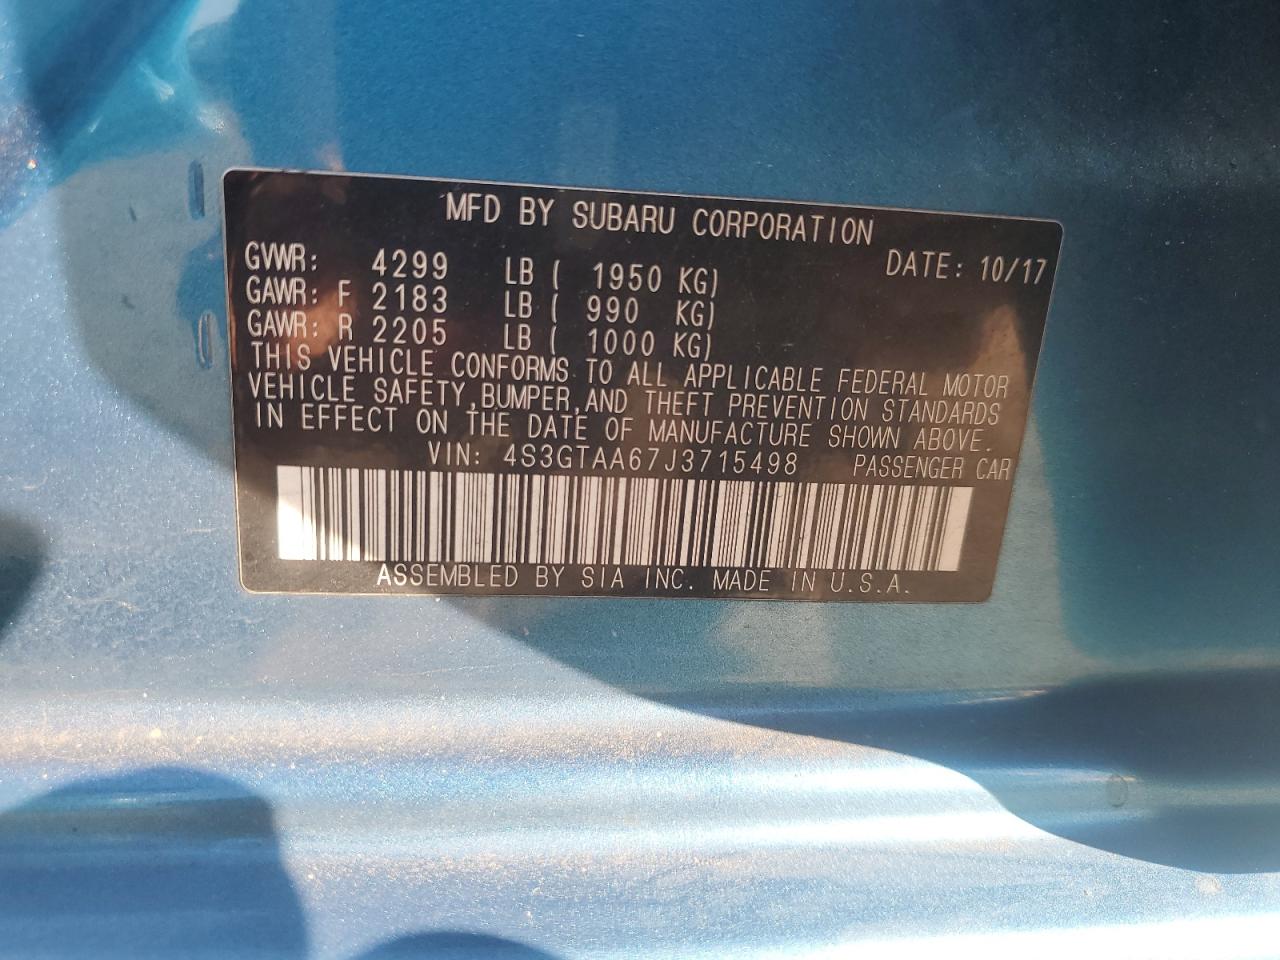 MFD BY SUBARU CORPORATION
GVWR: 4299 LB ( 1950 KG) DATE: 10/17
GAWR: F 2183 LB ( 990 KG)
GAWR: R 2205 LB ( 1000 KG)
THIS VEHICLE CONFORMS TO ALL APPLICABLE FEDERAL MOTOR
VEHICLE SAFETY,BUMPER,AND THEFT PREVENTION STANDARDS
IN EFFECT ON THE DATE OF MANUFACTURE SHOWN ABOVE.
VIN: 4S3GTAA67J3715498 PASSENGER CAR
ASSEMBLED BY SIA INC. MADE IN U.S.A.